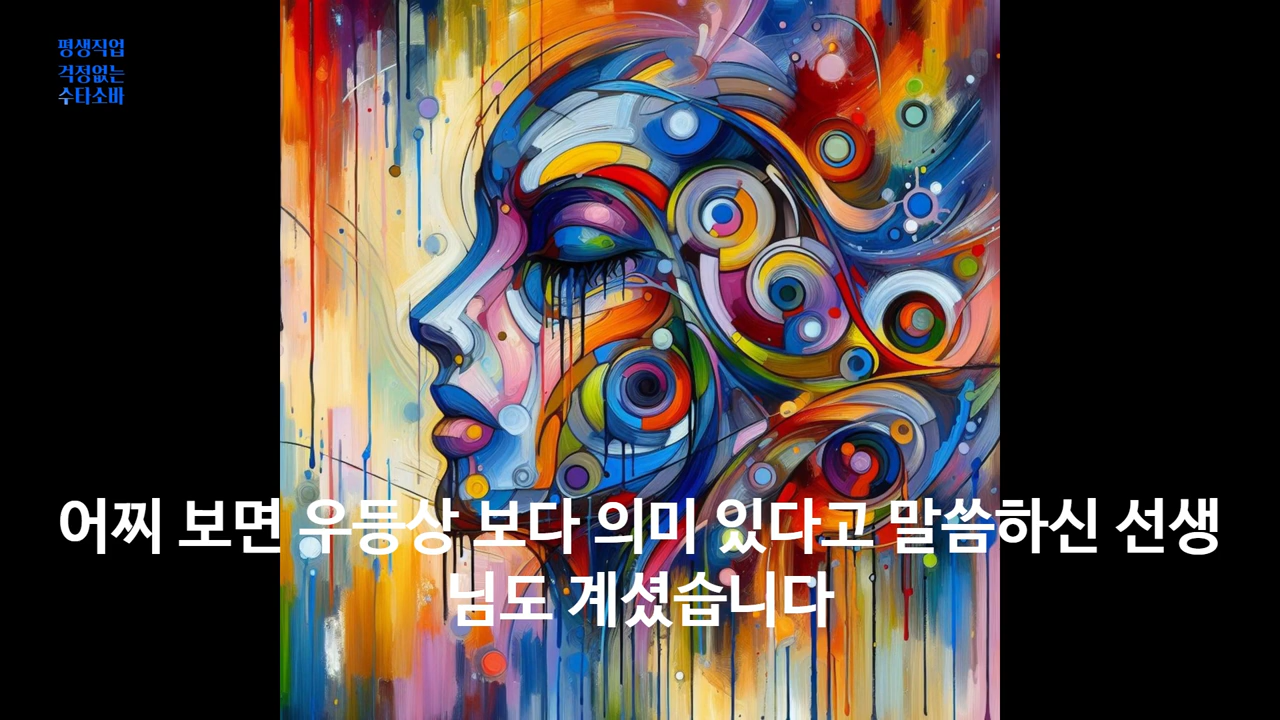 평생직업
걱정없는
수타소바
어찌 보면 우등상 보다 의미 있다고 말씀하신 선생
님도 계셨습니다